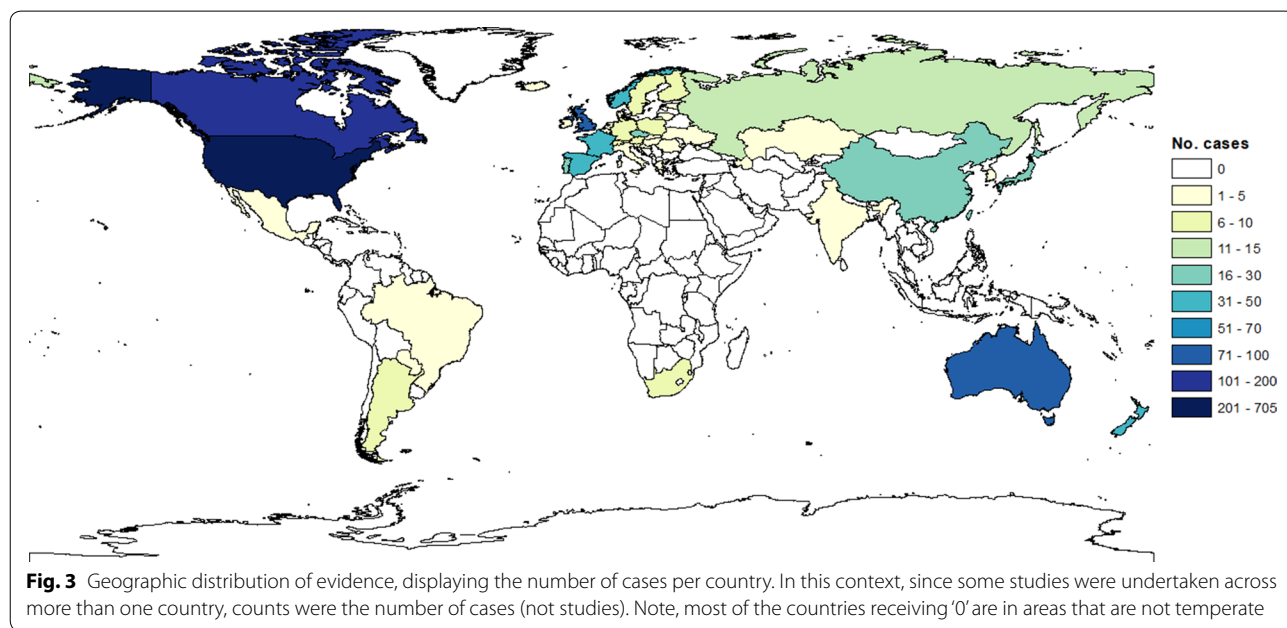 No. cases
0
1 - 5
6 - 10
11 - 15
16 - 30
31 - 50
51 - 70
71 - 100
101 - 200
201 - 705
Fig. 3 Geographic distribution of evidence, displaying the number of cases per country. In this context, since some studies were undertaken across
more than one country, counts were the number of cases (not studies). Note, most of the countries receiving ‘0’ are in areas that are not temperate